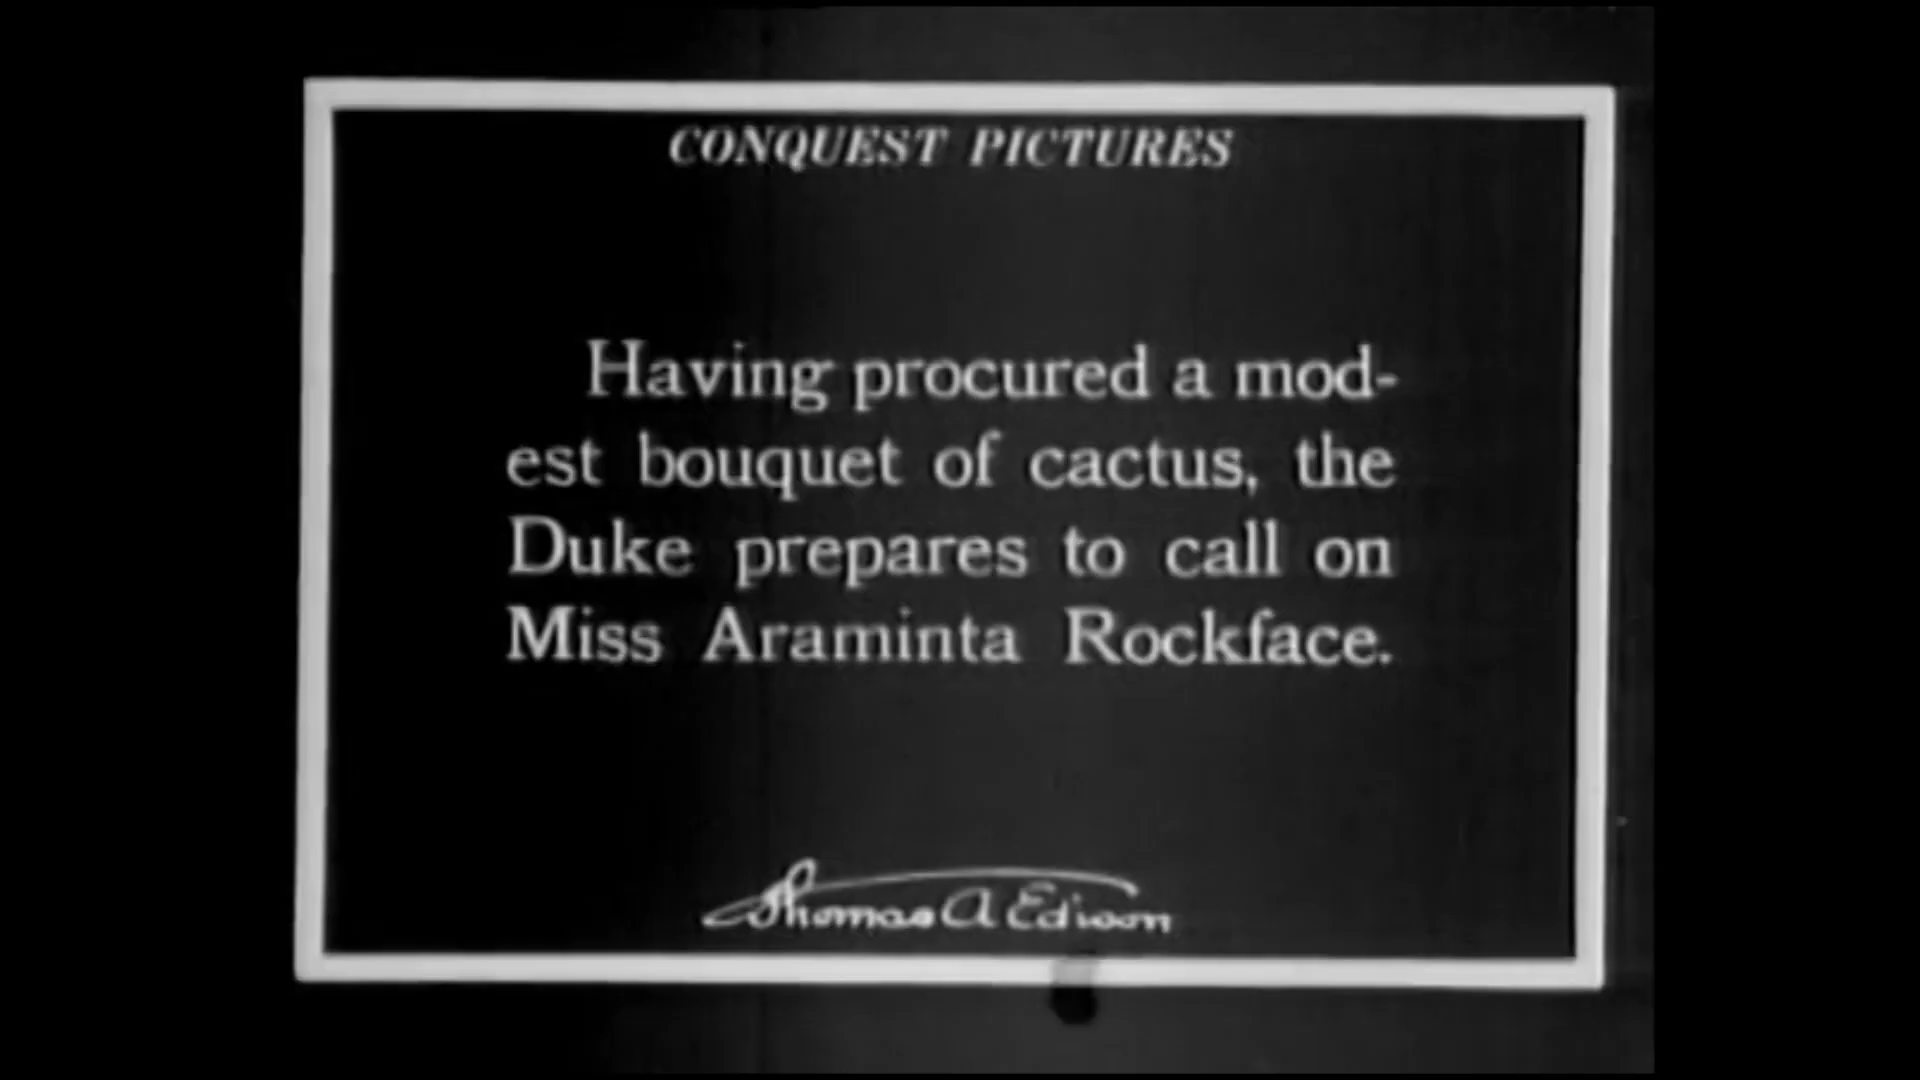 CONQUEST PICTURES
Having procured a mod-
est bouquet of cactus, the
Duke prepares to call on
Miss Araminta Rockface.
Thomas A Edison